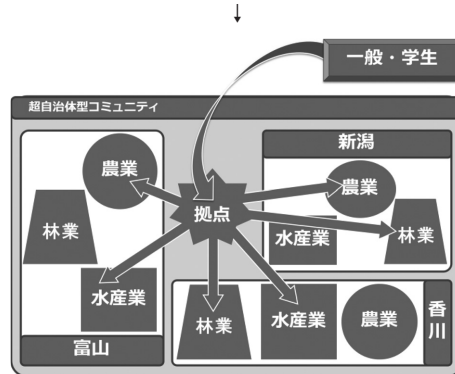 一般・学生
超自治体型コミュニティ
農業
林業
水産業
富山
拠点
新潟
農業
水産業
林業
林業
水産業
農業
香川